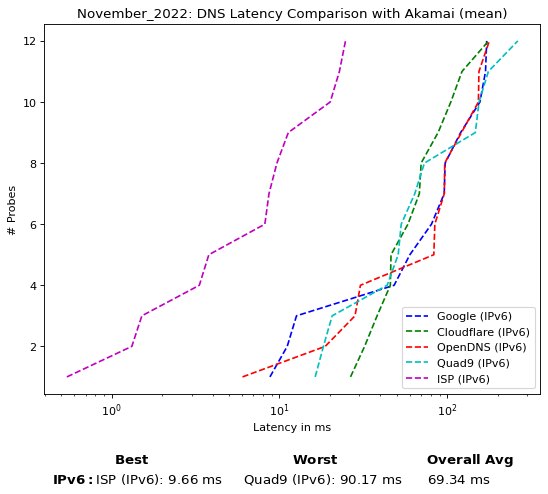 November_2022: DNS Latency Comparison with Akamai (mean)
12
10
8
6
4
2
# Probes
Google (IPv6)
Cloudflare (IPv6)
OpenDNS (IPv6)
Quad9 (IPv6)
ISP (IPv6)
10⁰ 10¹ 10²
Latency in ms
Best Worst Overall Avg
IPv6: ISP (IPv6): 9.66 ms Quad9 (IPv6): 90.17 ms 69.34 ms